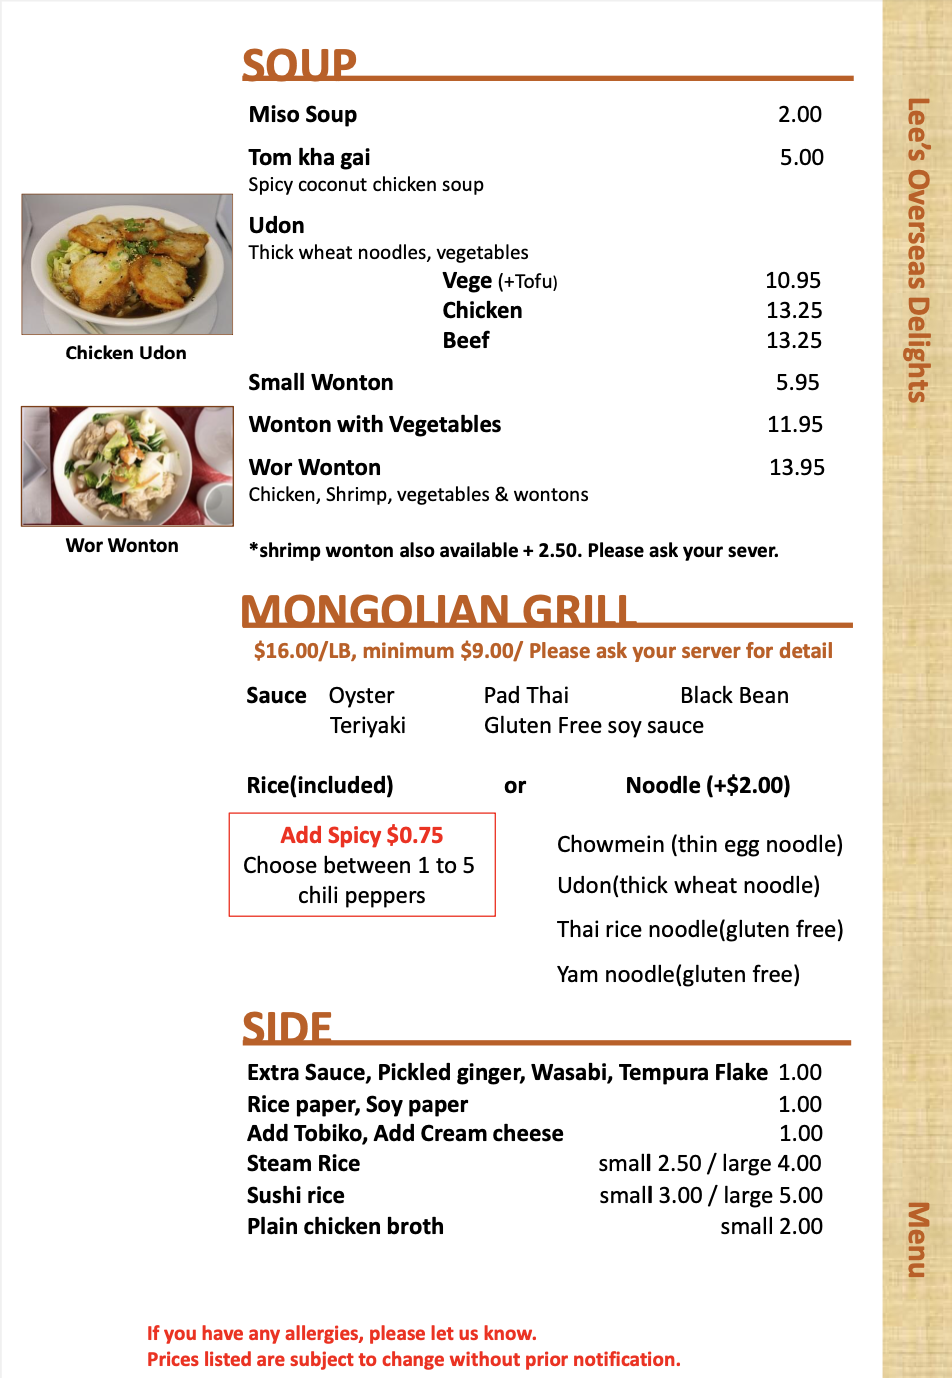 SOUP
Miso Soup 2.00
Tom kha gai 5.00
Spicy coconut chicken soup
Udon
Thick wheat noodles, vegetables
Vege (+Tofu) 10.95
Chicken 13.25
Beef 13.25
Chicken Udon
Small Wonton 5.95
Wonton with Vegetables 11.95
Wor Wonton 13.95
Chicken, Shrimp, vegetables & wontons
Wor Wonton
*shrimp wonton also available + 2.50. Please ask your sever.
MONGOLIAN GRILL
$16.00/LB, minimum $9.00/ Please ask your server for detail
Sauce Oyster Pad Thai Black Bean
Teriyaki Gluten Free soy sauce
Rice(included) or Noodle (+$2.00)
Add Spicy $0.75
Choose between 1 to 5
chili peppers
Chowmein (thin egg noodle)
Udon(thick wheat noodle)
Thai rice noodle(gluten free)
Yam noodle(gluten free)
SIDE
Extra Sauce, Pickled ginger, Wasabi, Tempura Flake 1.00
Rice paper, Soy paper 1.00
Add Tobiko, Add Cream cheese 1.00
Steam Rice small 2.50 / large 4.00
Sushi rice small 3.00 / large 5.00
Plain chicken broth small 2.00
If you have any allergies, please let us know.
Prices listed are subject to change without prior notification.
Lee's Overseas Delights
Menu